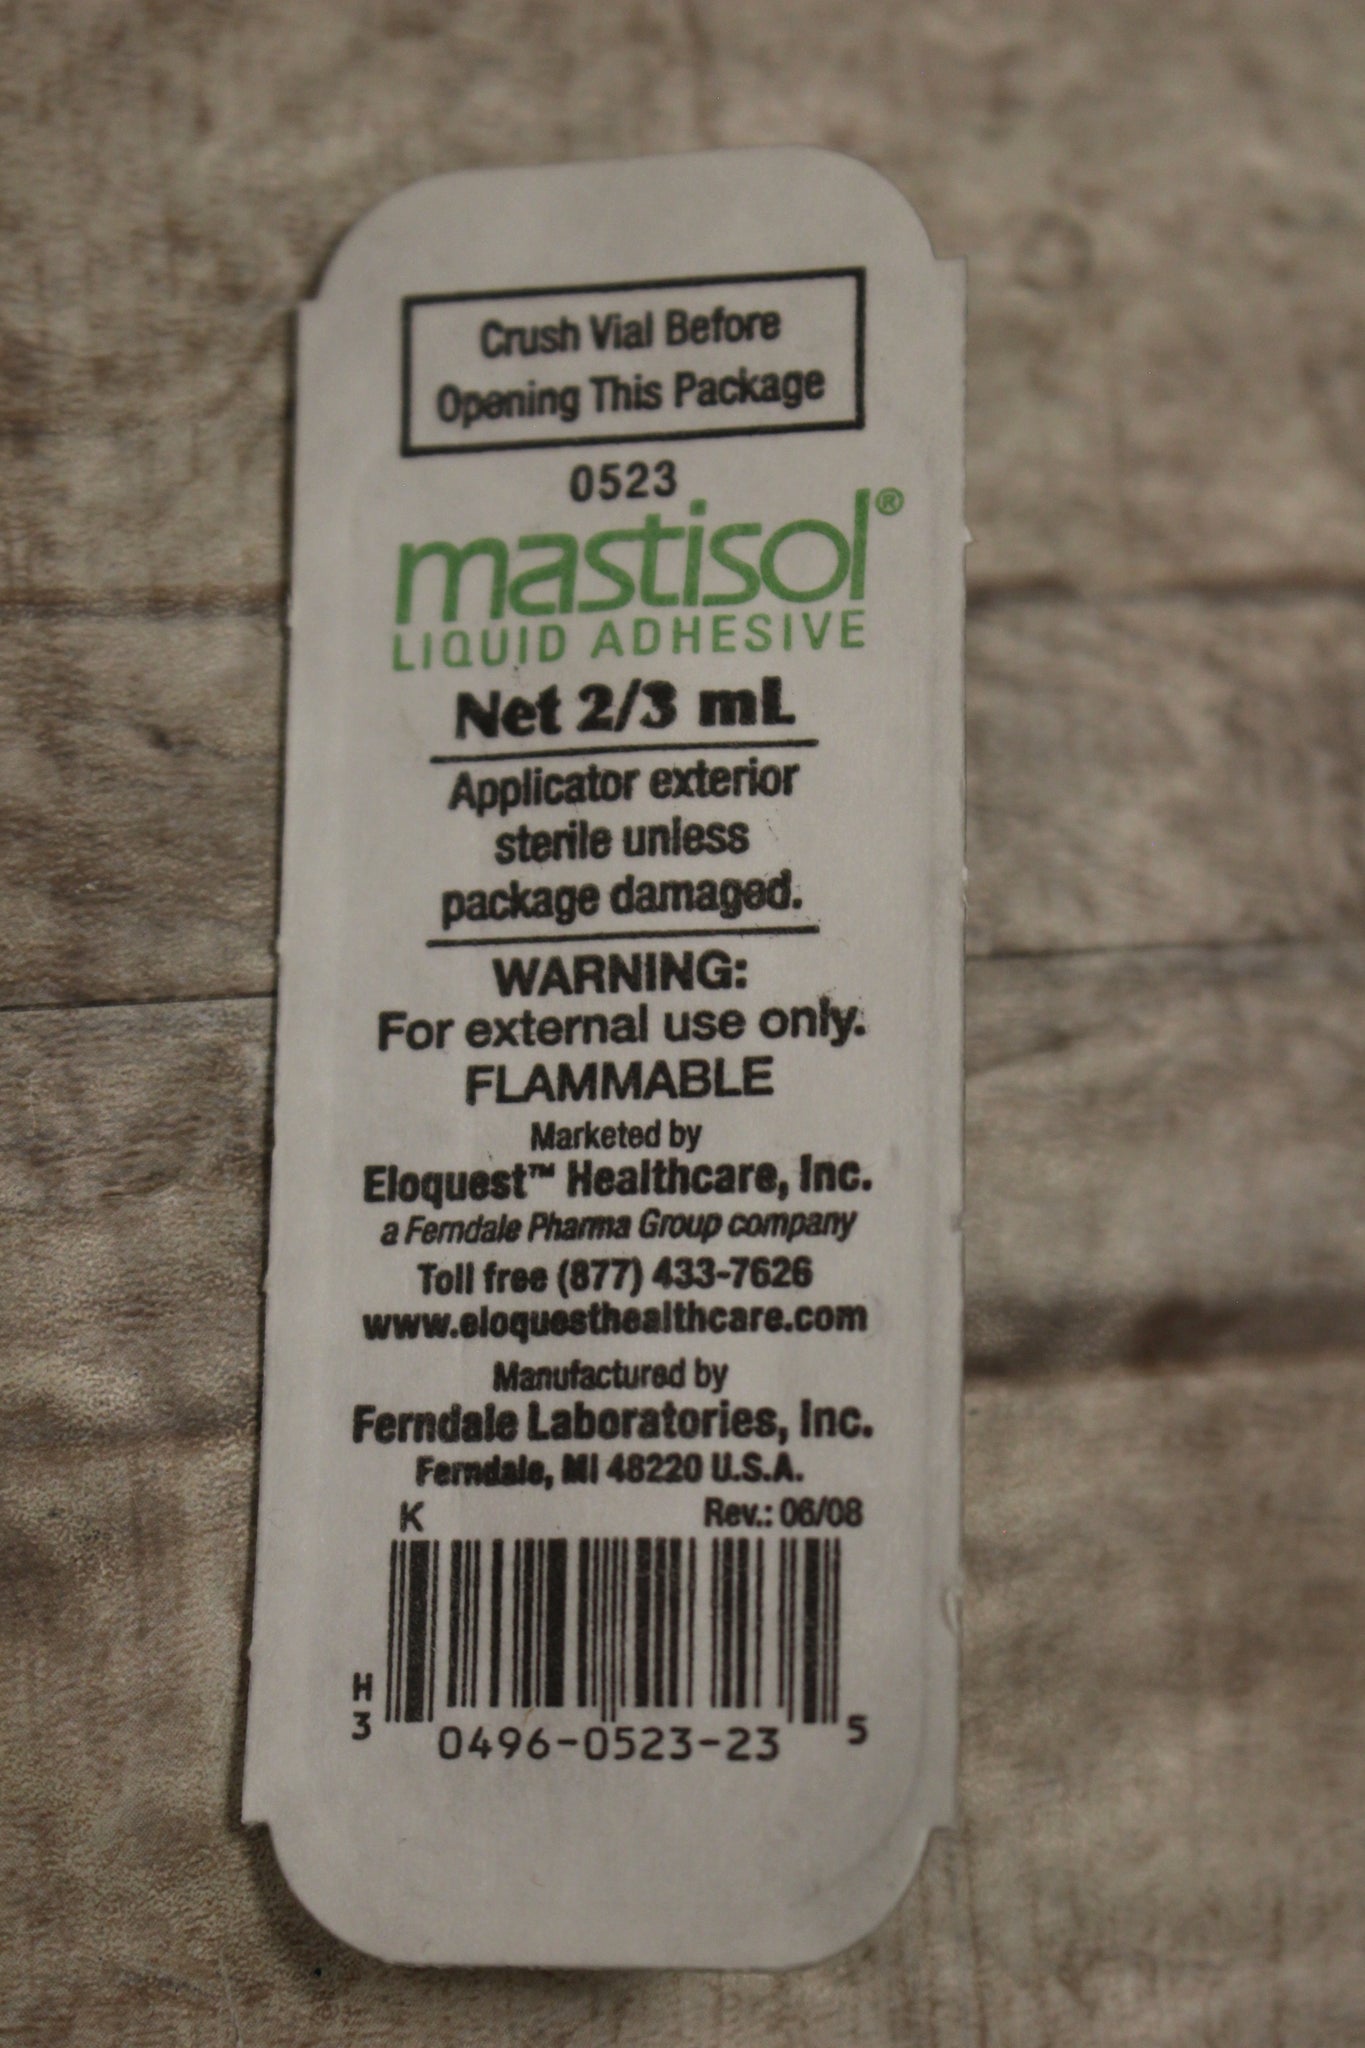 Crush Vial Before
Opening This Package
0523
mastisol®
LIQUID ADHESIVE
Net 2/3 mL
Applicator exterior
sterile unless
package damaged.
WARNING:
For external use only.
FLAMMABLE
Marketed by
Eloquest™ Healthcare, Inc.
a Ferndale Pharma Group company
Toll free (877) 433-7626
www.eloquesthealthcare.com
Manufactured by
Ferndale Laboratories, Inc.
Ferndale, MI 48220 U.S.A.
K Rev.: 06/08
H
3 0496-0523-23 5